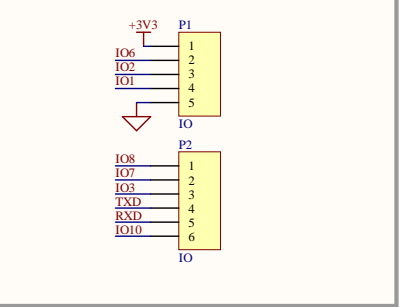 +3V3 P1
1
IO6 2
IO2 3
IO1 4
5
IO
P2
IO8 1
IO7 2
IO3 3
TXD 4
RXD 5
IO10 6
IO